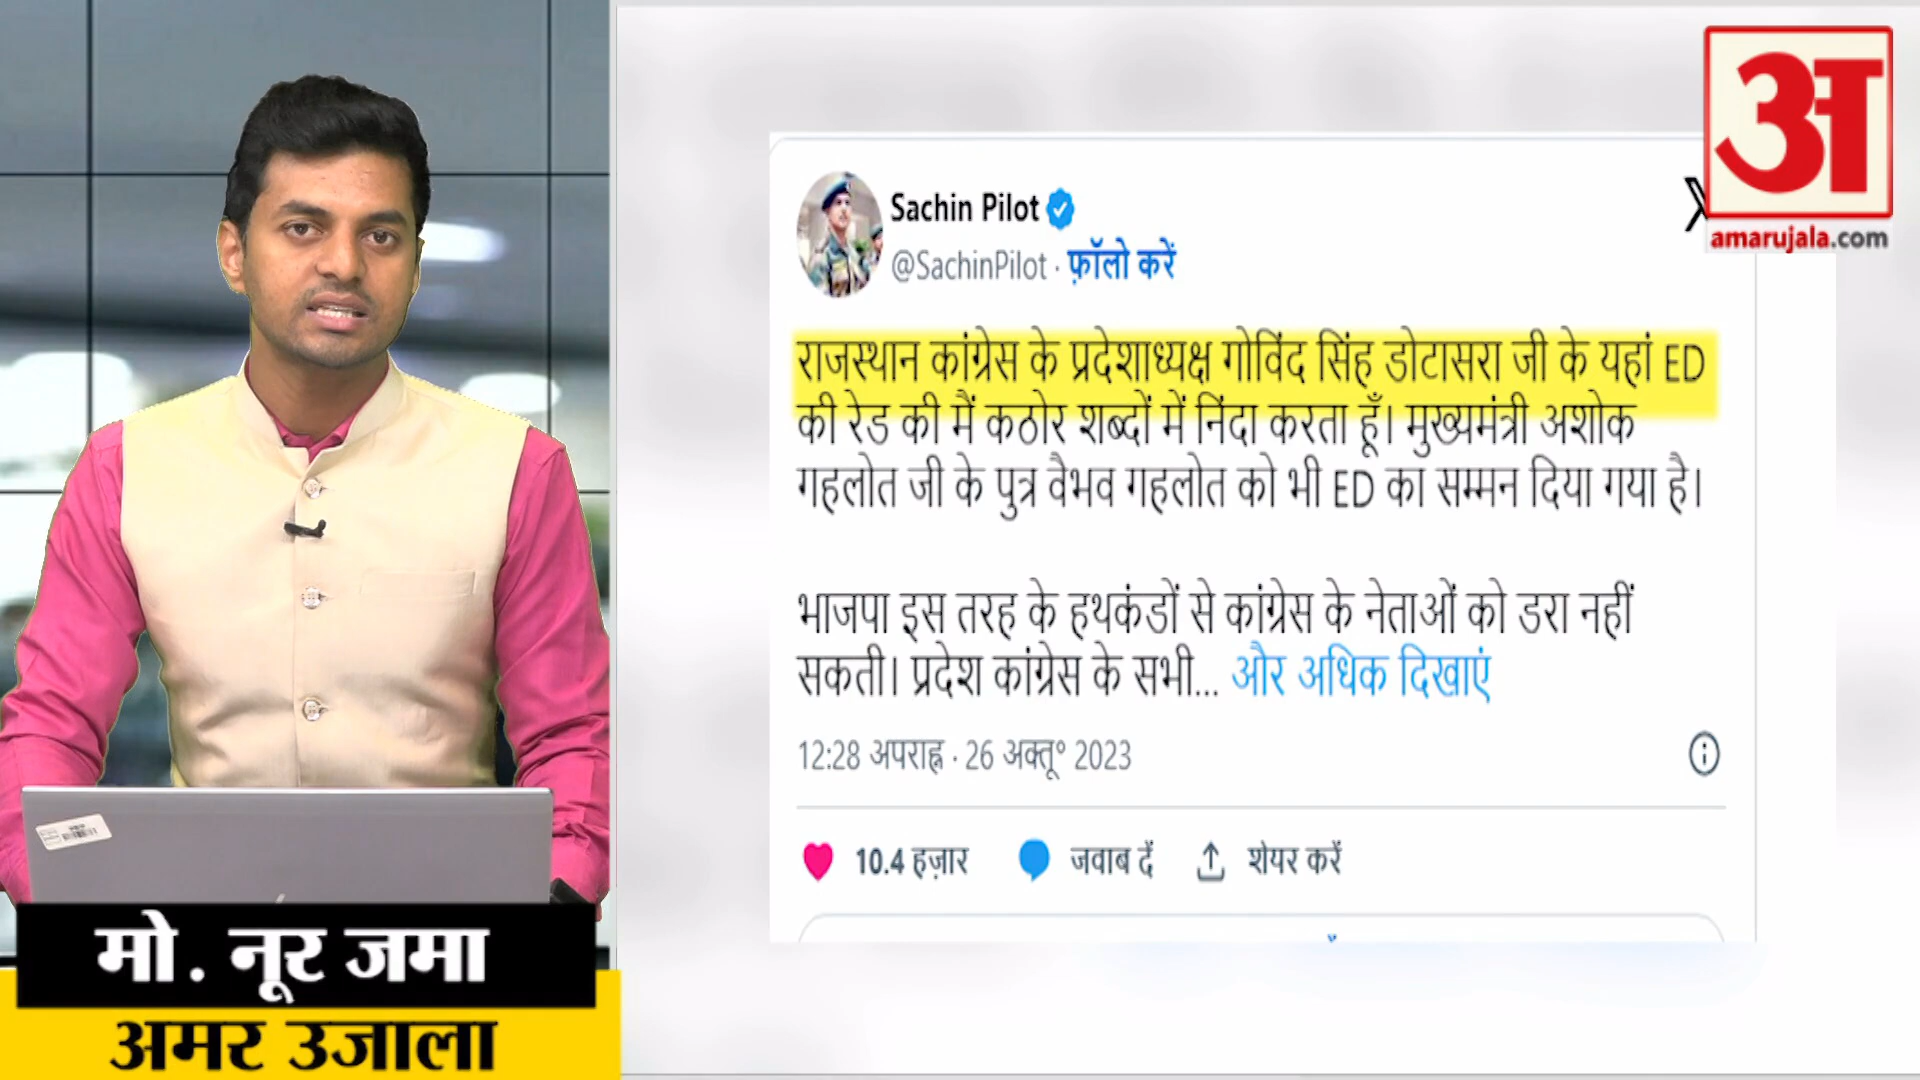 अ
amarujala.com
Sachin Pilot
@SachinPilot · फ़ॉलो करें
राजस्थान कांग्रेस के प्रदेशाध्यक्ष गोविंद सिंह डोटासरा जी के यहां ED
की रेड की मैं कठोर शब्दों में निंदा करता हूँ। मुख्यमंत्री अशोक
गहलोत जी के पुत्र वैभव गहलोत को भी ED का सम्मन दिया गया है।
भाजपा इस तरह के हथकंडों से कांग्रेस के नेताओं को डरा नहीं
सकती। प्रदेश कांग्रेस के सभी... और अधिक दिखाएं
12:28 अपराह्न · 26 अक्तू॰ 2023
10.4 हज़ार जवाब दें शेयर करें
मो. नूर जमा
अमर उजाला